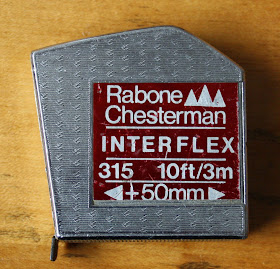 Rabone
Chesterman
INTERFLEX
315 10ft/3m
◀+50mm▶